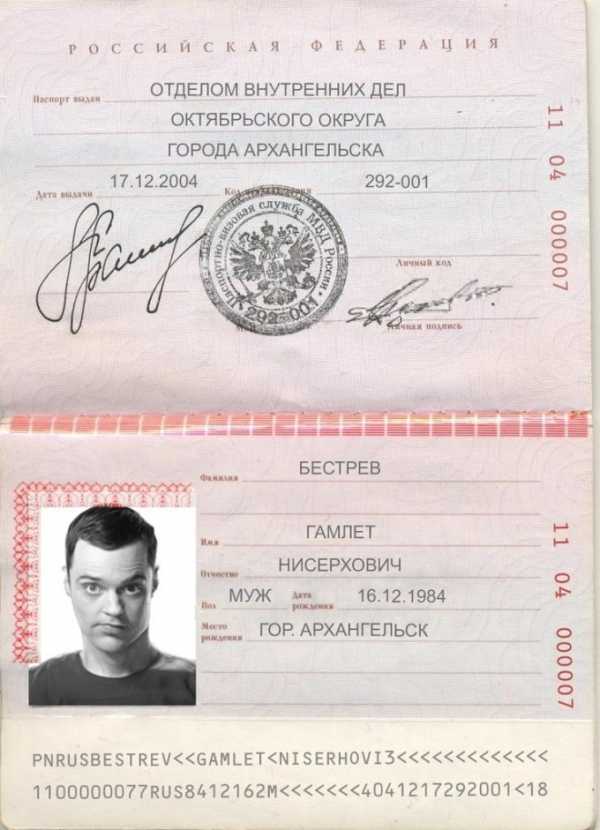 РОССИЙСКАЯ ФЕДЕРАЦИЯ
Паспорт выдан ОТДЕЛОМ ВНУТРЕННИХ ДЕЛ
ОКТЯБРЬСКОГО ОКРУГА
ГОРОДА АРХАНГЕЛЬСКА
Дата выдачи 17.12.2004 Код подразделения 292-001
11 04 000007
Паспортно-визовая служба МВД России
292-001
Личный код
Личная подпись
Фамилия БЕСТРЕВ
Имя ГАМЛЕТ
Отчество НИСЕРХОВИЧ
Пол МУЖ Дата рождения 16.12.1984
Место рождения ГОР. АРХАНГЕЛЬСК
11 04 000007
PNRUSBESTREV<<GAMLET<NISERHOVI3<<<<<<<<<<<<<
1100000077RUS8412162M<<<<<<<4041217292001<18